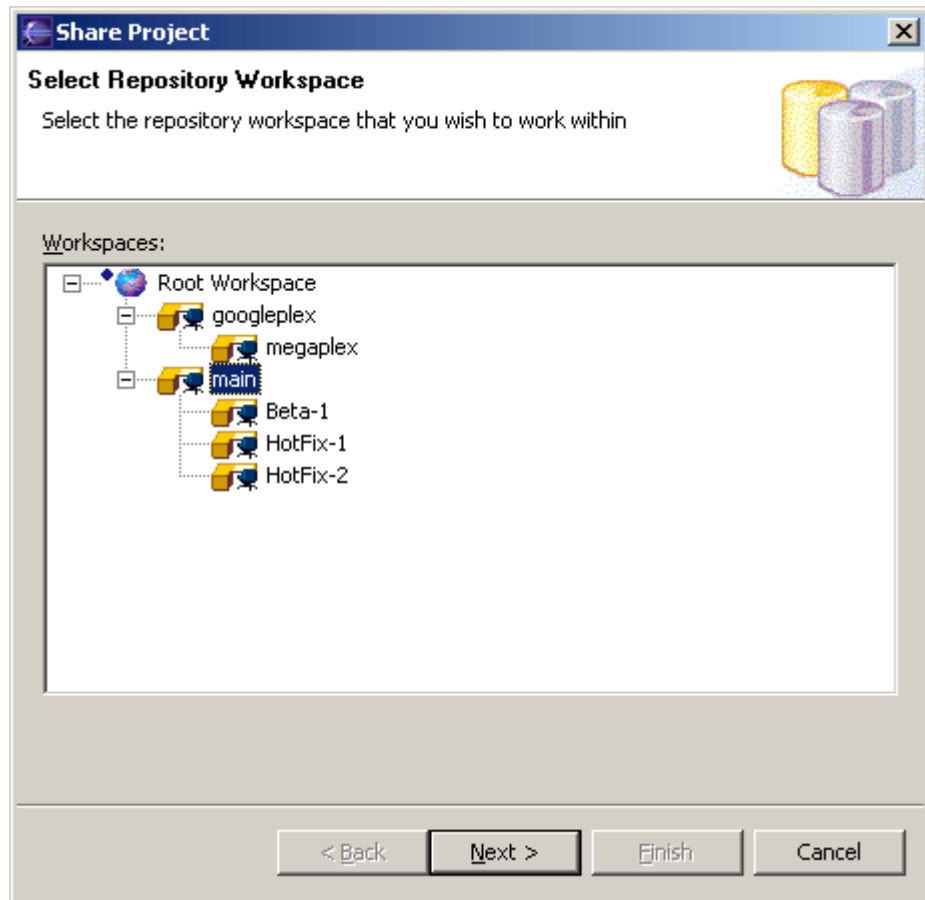 Share Project
Select Repository Workspace
Select the repository workspace that you wish to work within
Workspaces:
Root Workspace
googleplex
megaplex
main
Beta-1
HotFix-1
HotFix-2
< Back Next > Finish Cancel